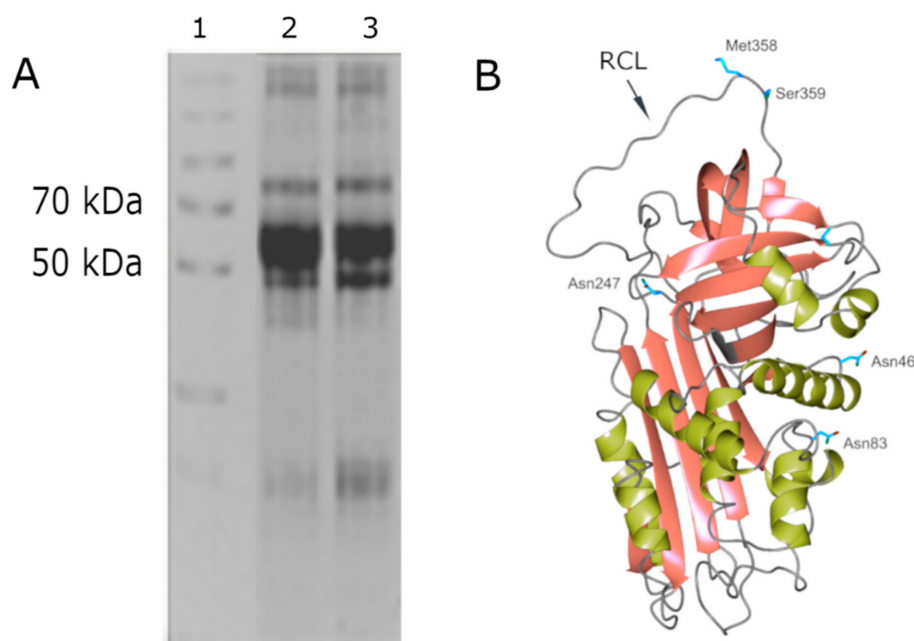 A
1 2 3
70 kDa
50 kDa
B
RCL
Met358
Ser359
Asn247
Asn46
Asn83